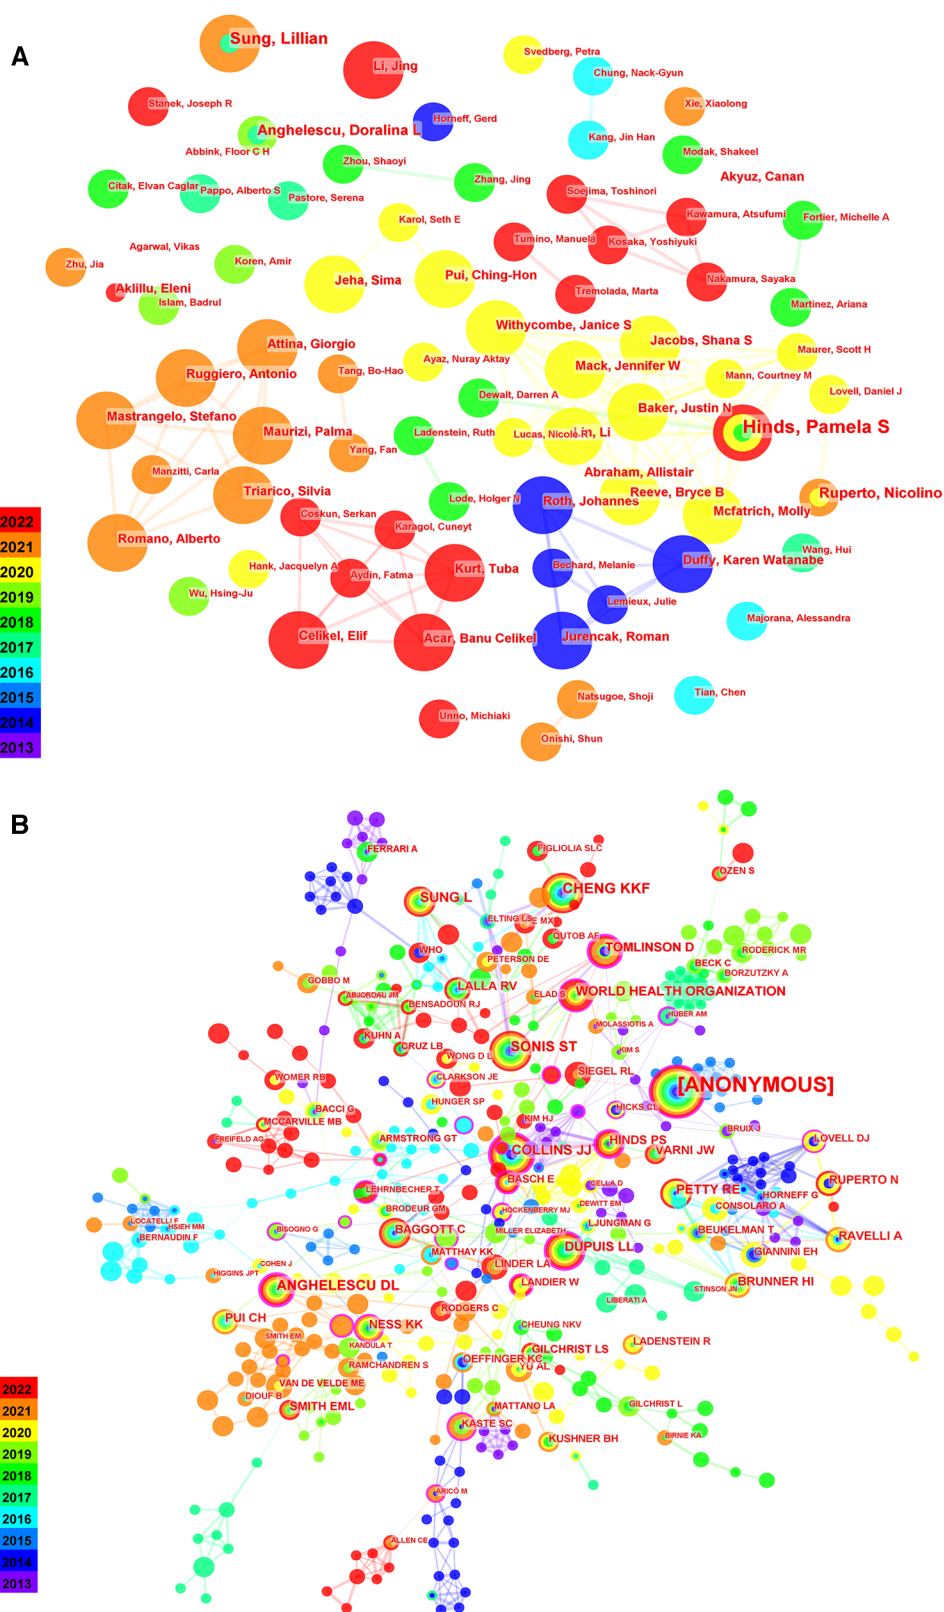 A
Sung, Lillian
Li, Jing
Svedberg, Petra
Chung, Nack-Gyun
Stanek, Joseph R
Xie, Xiaolong
Horneff, Gerd
Anghelescu, Doralina L
Kang, Jin Han
Abbink, Floor C H
Zhou, Shaoyi
Modak, Shakeel
Akyuz, Canan
Zhang, Jing
Citak, Elvan Caglar
Pappo, Alberto S
Pastore, Serena
Soejima, Toshinori
Karol, Seth E
Kawamura, Atsufumi
Fortier, Michelle A
Tumino, Manuela
Kosaka, Yoshiyuki
Agarwal, Vikas
Zhu, Jia
Koren, Amir
Jeha, Sima
Pui, Ching-Hon
Nakamura, Sayaka
Aklillu, Eleni
Tremolada, Marta
Islam, Badrul
Martinez, Ariana
Withycombe, Janice S
Attina, Giorgio
Jacobs, Shana S
Maurer, Scott H
Ayaz, Nuray Aktay
Mack, Jennifer W
Ruggiero, Antonio
Tang, Bo-Hao
Mann, Courtney M
Lovell, Daniel J
Dewalt, Darren A
Baker, Justin N
Mastrangelo, Stefano
Hinds, Pamela S
Maurizi, Palma
Ladenstein, Ruth
Lucas, Nicole R
Lin, Li
Yang, Fan
Manzitti, Carla
Abraham, Allistair
Triarico, Silvia
Reeve, Bryce B
Ruperto, Nicolino
Lode, Holger N
Roth, Johannes
Mcfatrich, Molly
Coskun, Serkan
Karagol, Cuneyt
Romano, Alberto
Wang, Hui
Duffy, Karen Watanabe
Hank, Jacquelyn A
Aydin, Fatma
Kurt, Tuba
Bechard, Melanie
Wu, Hsing-Ju
Lemieux, Julie
Majorana, Alessandra
Celikel, Elif
Acar, Banu Celikel
Jurencak, Roman
Tian, Chen
Natsugoe, Shoji
Unno, Michiaki
Onishi, Shun
2022
2021
2020
2019
2018
2017
2016
2015
2014
2013
B
FERRARI A
FIGLIOLIA SLC
OZEN S
CHENG KKF
SUNG L
ELTING LS
QUTOB AF
WHO
TOMLINSON D
RODERICK MR
PETERSON DE
BECK C
BORZUTZKY A
GOBBO M
LALLA RV
ELAD S
WORLD HEALTH ORGANIZATION
BENSADOUN RJ
HUBER AM
MOLASSIOTIS A
KUHN A
CRUZ LB
SONIS ST
KIM S
WONG D L
SIEGEL RL
WOMER RB
CLARKSON JE
[ANONYMOUS]
HUNGER SP
BACCI G
HICKS CL
MCCARVILLE MB
KIM HJ
BRUIX J
FREIFELD AG
ARMSTRONG GT
HINDS PS
LOVELL DJ
COLLINS JJ
VARNI JW
BASCH E
CELLA D
RUPERTO N
LEHRNBECHER T
PETTY RE
HORNEFF G
BRODEUR GM
HOCKENBERRY MJ
DEWITT EM
CONSOLARO A
LOCATELLI F
HSIEH MM
BISOGNO G
BAGGOTT C
MILLER ELIZABETH
LJUNGMAN G
BEUKELMAN T
BERNAUDIN F
RAVELLI A
DUPUIS LL
MATTHAY KK
GIANNINI EH
COHEN J
LINDER LA
HIGGINS JPT
ANGHELESCU DL
LANDIER W
BRUNNER HI
STINSON JN
LIBERATI A
RODGERS C
PUI CH
NESS KK
CHEUNG NKV
SMITH EM
KANDULA T
LADENSTEIN R
GILCHRIST LS
OEFFINGER KC
RAMCHANDREN S
YU AL
VAN DE VELDE ME
DIOUF B
SMITH EML
MATTANO LA
GILCHRIST L
KASTE SC
KUSHNER BH
BIRNIE KA
ARICO M
ALLEN CE
2022
2021
2020
2019
2018
2017
2016
2015
2014
2013